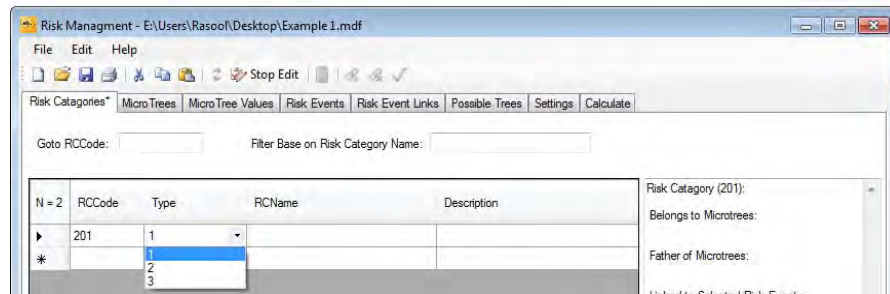 Risk Managment - E:\Users\Rasool\Desktop\Example 1.mdf
File Edit Help
Stop Edit
Risk Catagories* MicroTrees MicroTree Values Risk Events Risk Event Links Possible Trees Settings Calculate
Goto RCCode: Filter Base on Risk Category Name:
Risk Catagory (201):
N = 2 RCCode Type RCName Description
Belongs to Microtrees:
201 1
1
Father of Microtrees:
2
3